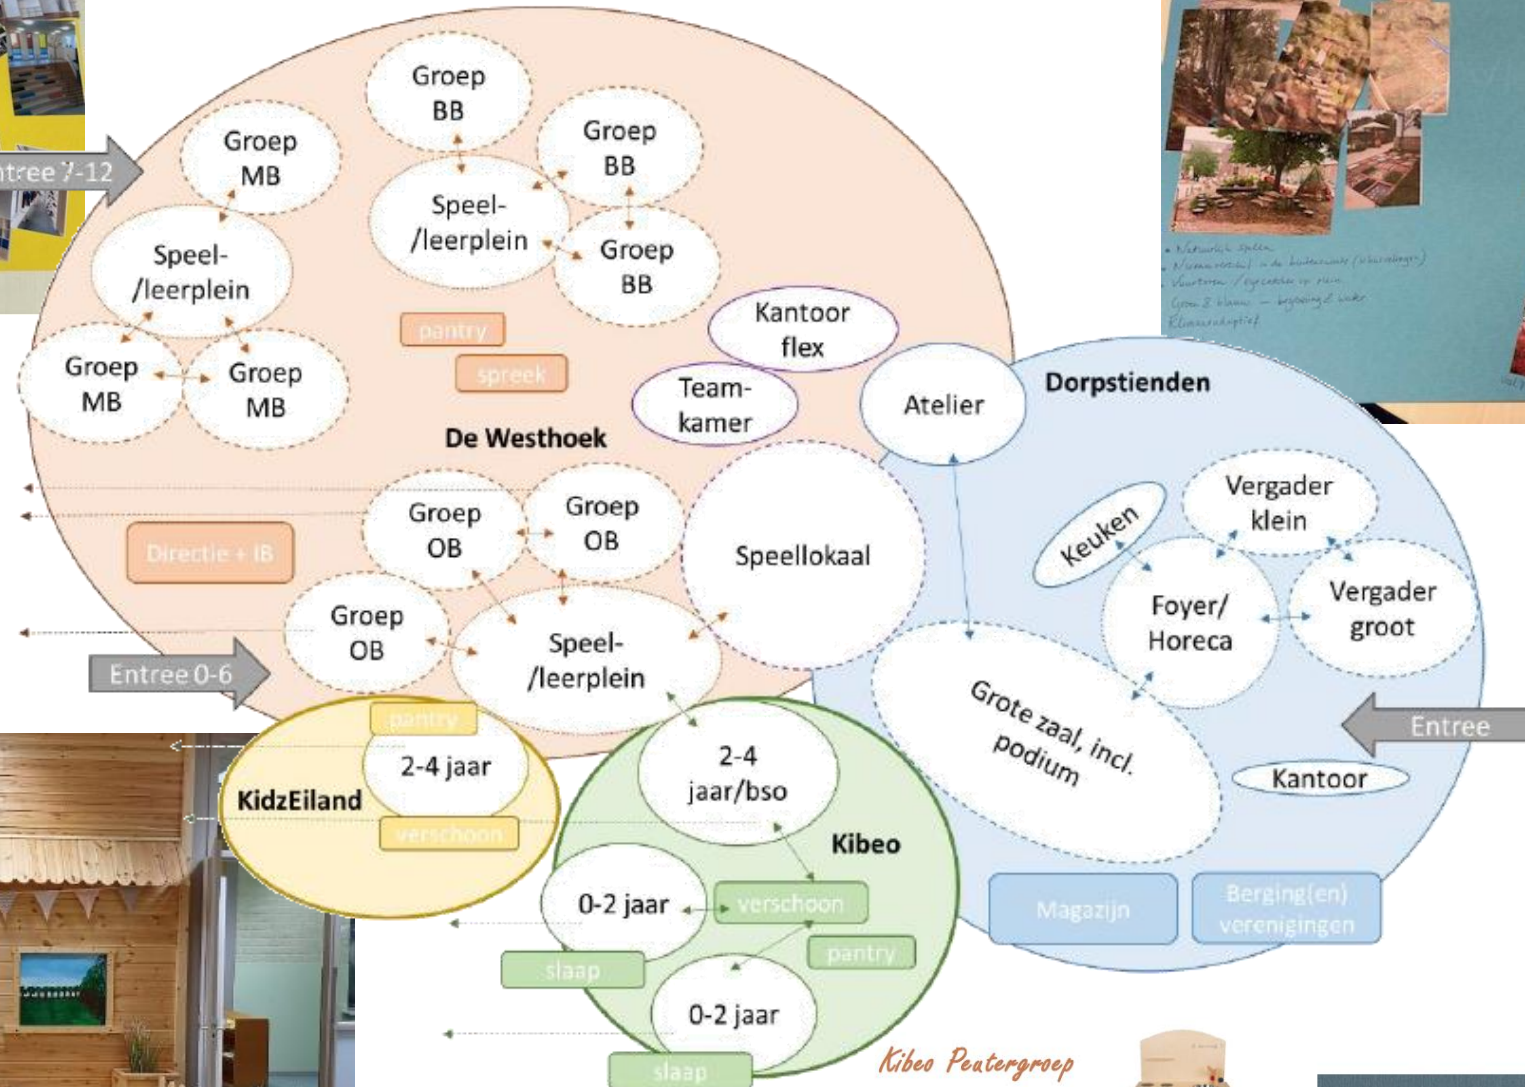 Groep
BB
Groep
MB
Groep
BB
ntree 7-12
Speel-
/leerplein
Speel-
/leerplein
Groep
BB
Groep
MB
Groep
MB
pantry
spreek
Kantoor
flex
Team-
kamer
Atelier
Dorpstienden
De Westhoek
Groep
OB
Groep
OB
Directie + IB
Speellokaal
Keuken
Vergader
klein
Foyer/
Horeca
Vergader
groot
Groep
OB
Speel-
/leerplein
Entree 0-6
Grote zaal, incl.
podium
Entree
Kantoor
pantry
2-4 jaar
KidzEiland
verschoon
2-4
jaar/bso
Kibeo
0-2 jaar
verschoon
pantry
slaap
0-2 jaar
slaap
Magazijn
Berging(en)
verenigingen
Natuurlijk spelen
Groen & blauw
Kibeo Peutergroep